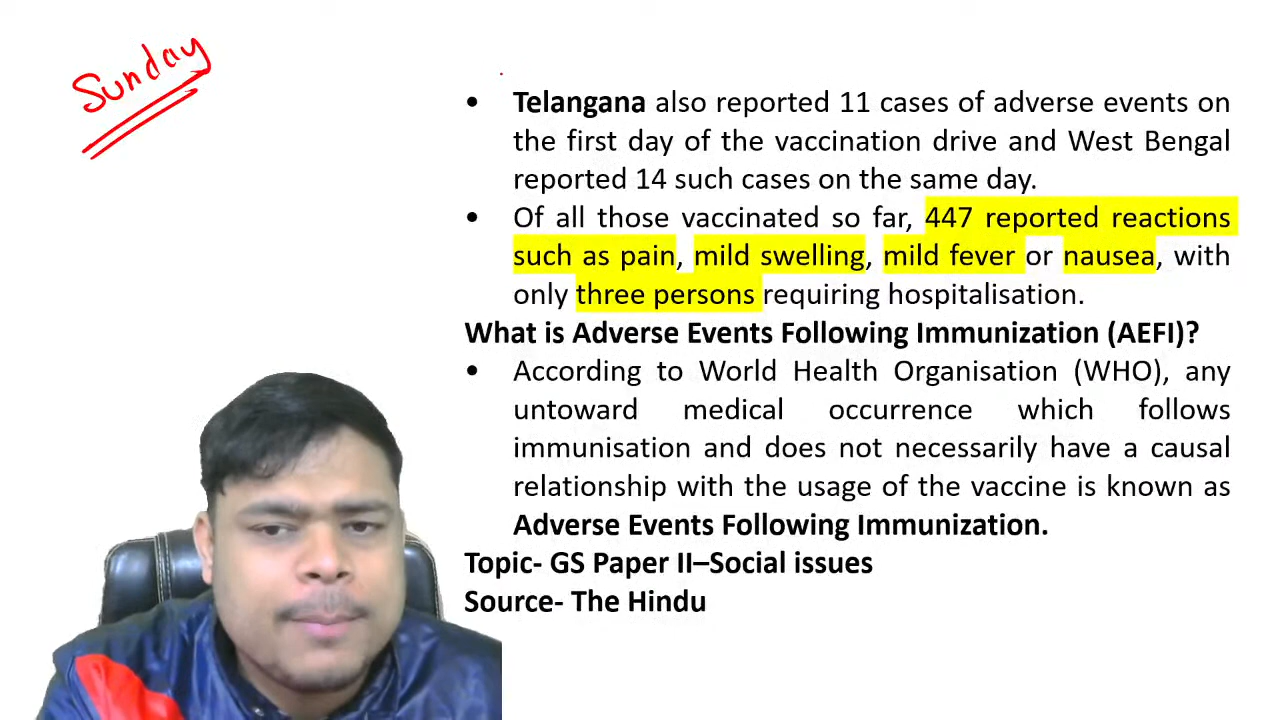 Sunday
• Telangana also reported 11 cases of adverse events on
the first day of the vaccination drive and West Bengal
reported 14 such cases on the same day.
• Of all those vaccinated so far, 447 reported reactions
such as pain, mild swelling, mild fever or nausea, with
only three persons requiring hospitalisation.
What is Adverse Events Following Immunization (AEFI)?
• According to World Health Organisation (WHO), any
untoward medical occurrence which follows
immunisation and does not necessarily have a causal
relationship with the usage of the vaccine is known as
Adverse Events Following Immunization.
Topic- GS Paper II–Social issues
Source- The Hindu